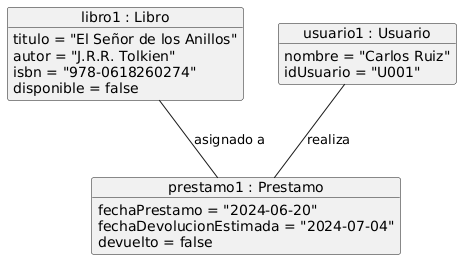 libro1 : Libro
titulo = "El Señor de los Anillos"
autor = "J.R.R. Tolkien"
isbn = "978-0618260274"
disponible = false
usuario1 : Usuario
nombre = "Carlos Ruiz"
idUsuario = "U001"
asignado a
realiza
prestamo1 : Prestamo
fechaPrestamo = "2024-06-20"
fechaDevolucionEstimada = "2024-07-04"
devuelto = false